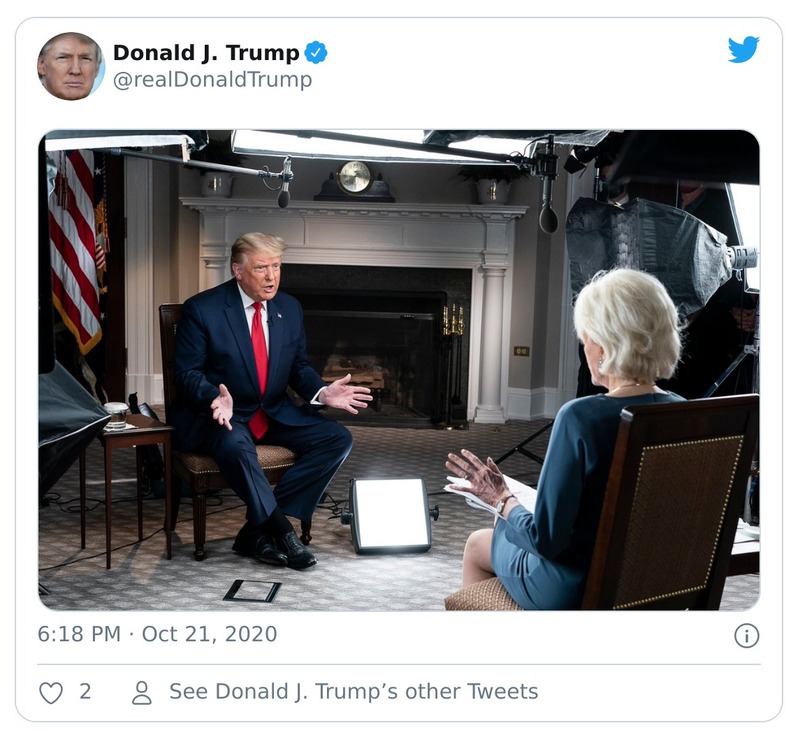 Donald J. Trump
@realDonaldTrump
6:18 PM · Oct 21, 2020
2
See Donald J. Trump’s other Tweets